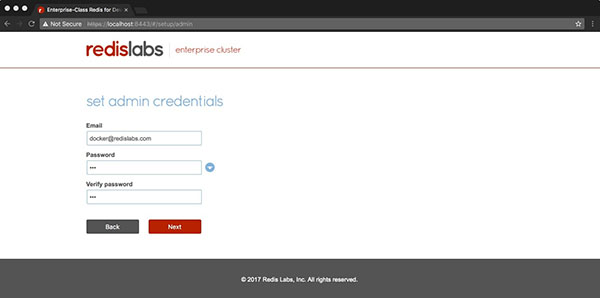 Enterprise-Class Redis for De
Not Secure https://localhost:8443/#/setup/admin
redislabs enterprise cluster
set admin credentials
Email
docker@redislabs.com
Password
•••
Verify password
•••
Back Next
© 2017 Redis Labs, Inc. All rights reserved.